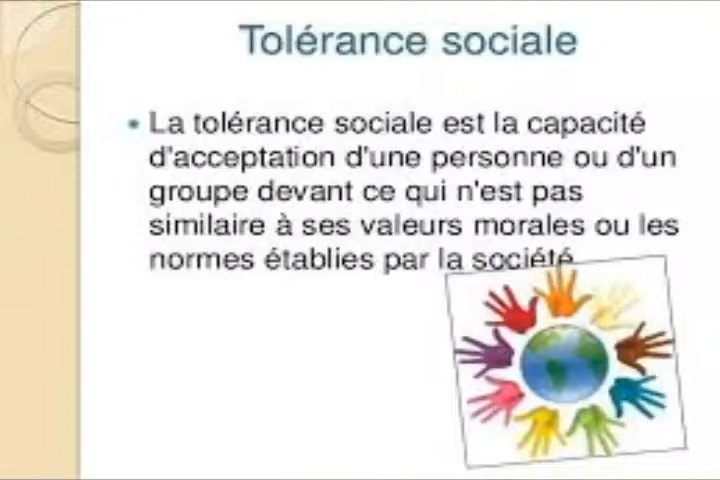 Tolérance sociale
La tolérance sociale est la capacité
d'acceptation d'une personne ou d'un
groupe devant ce qui n'est pas
similaire à ses valeurs morales ou les
normes établies par la société